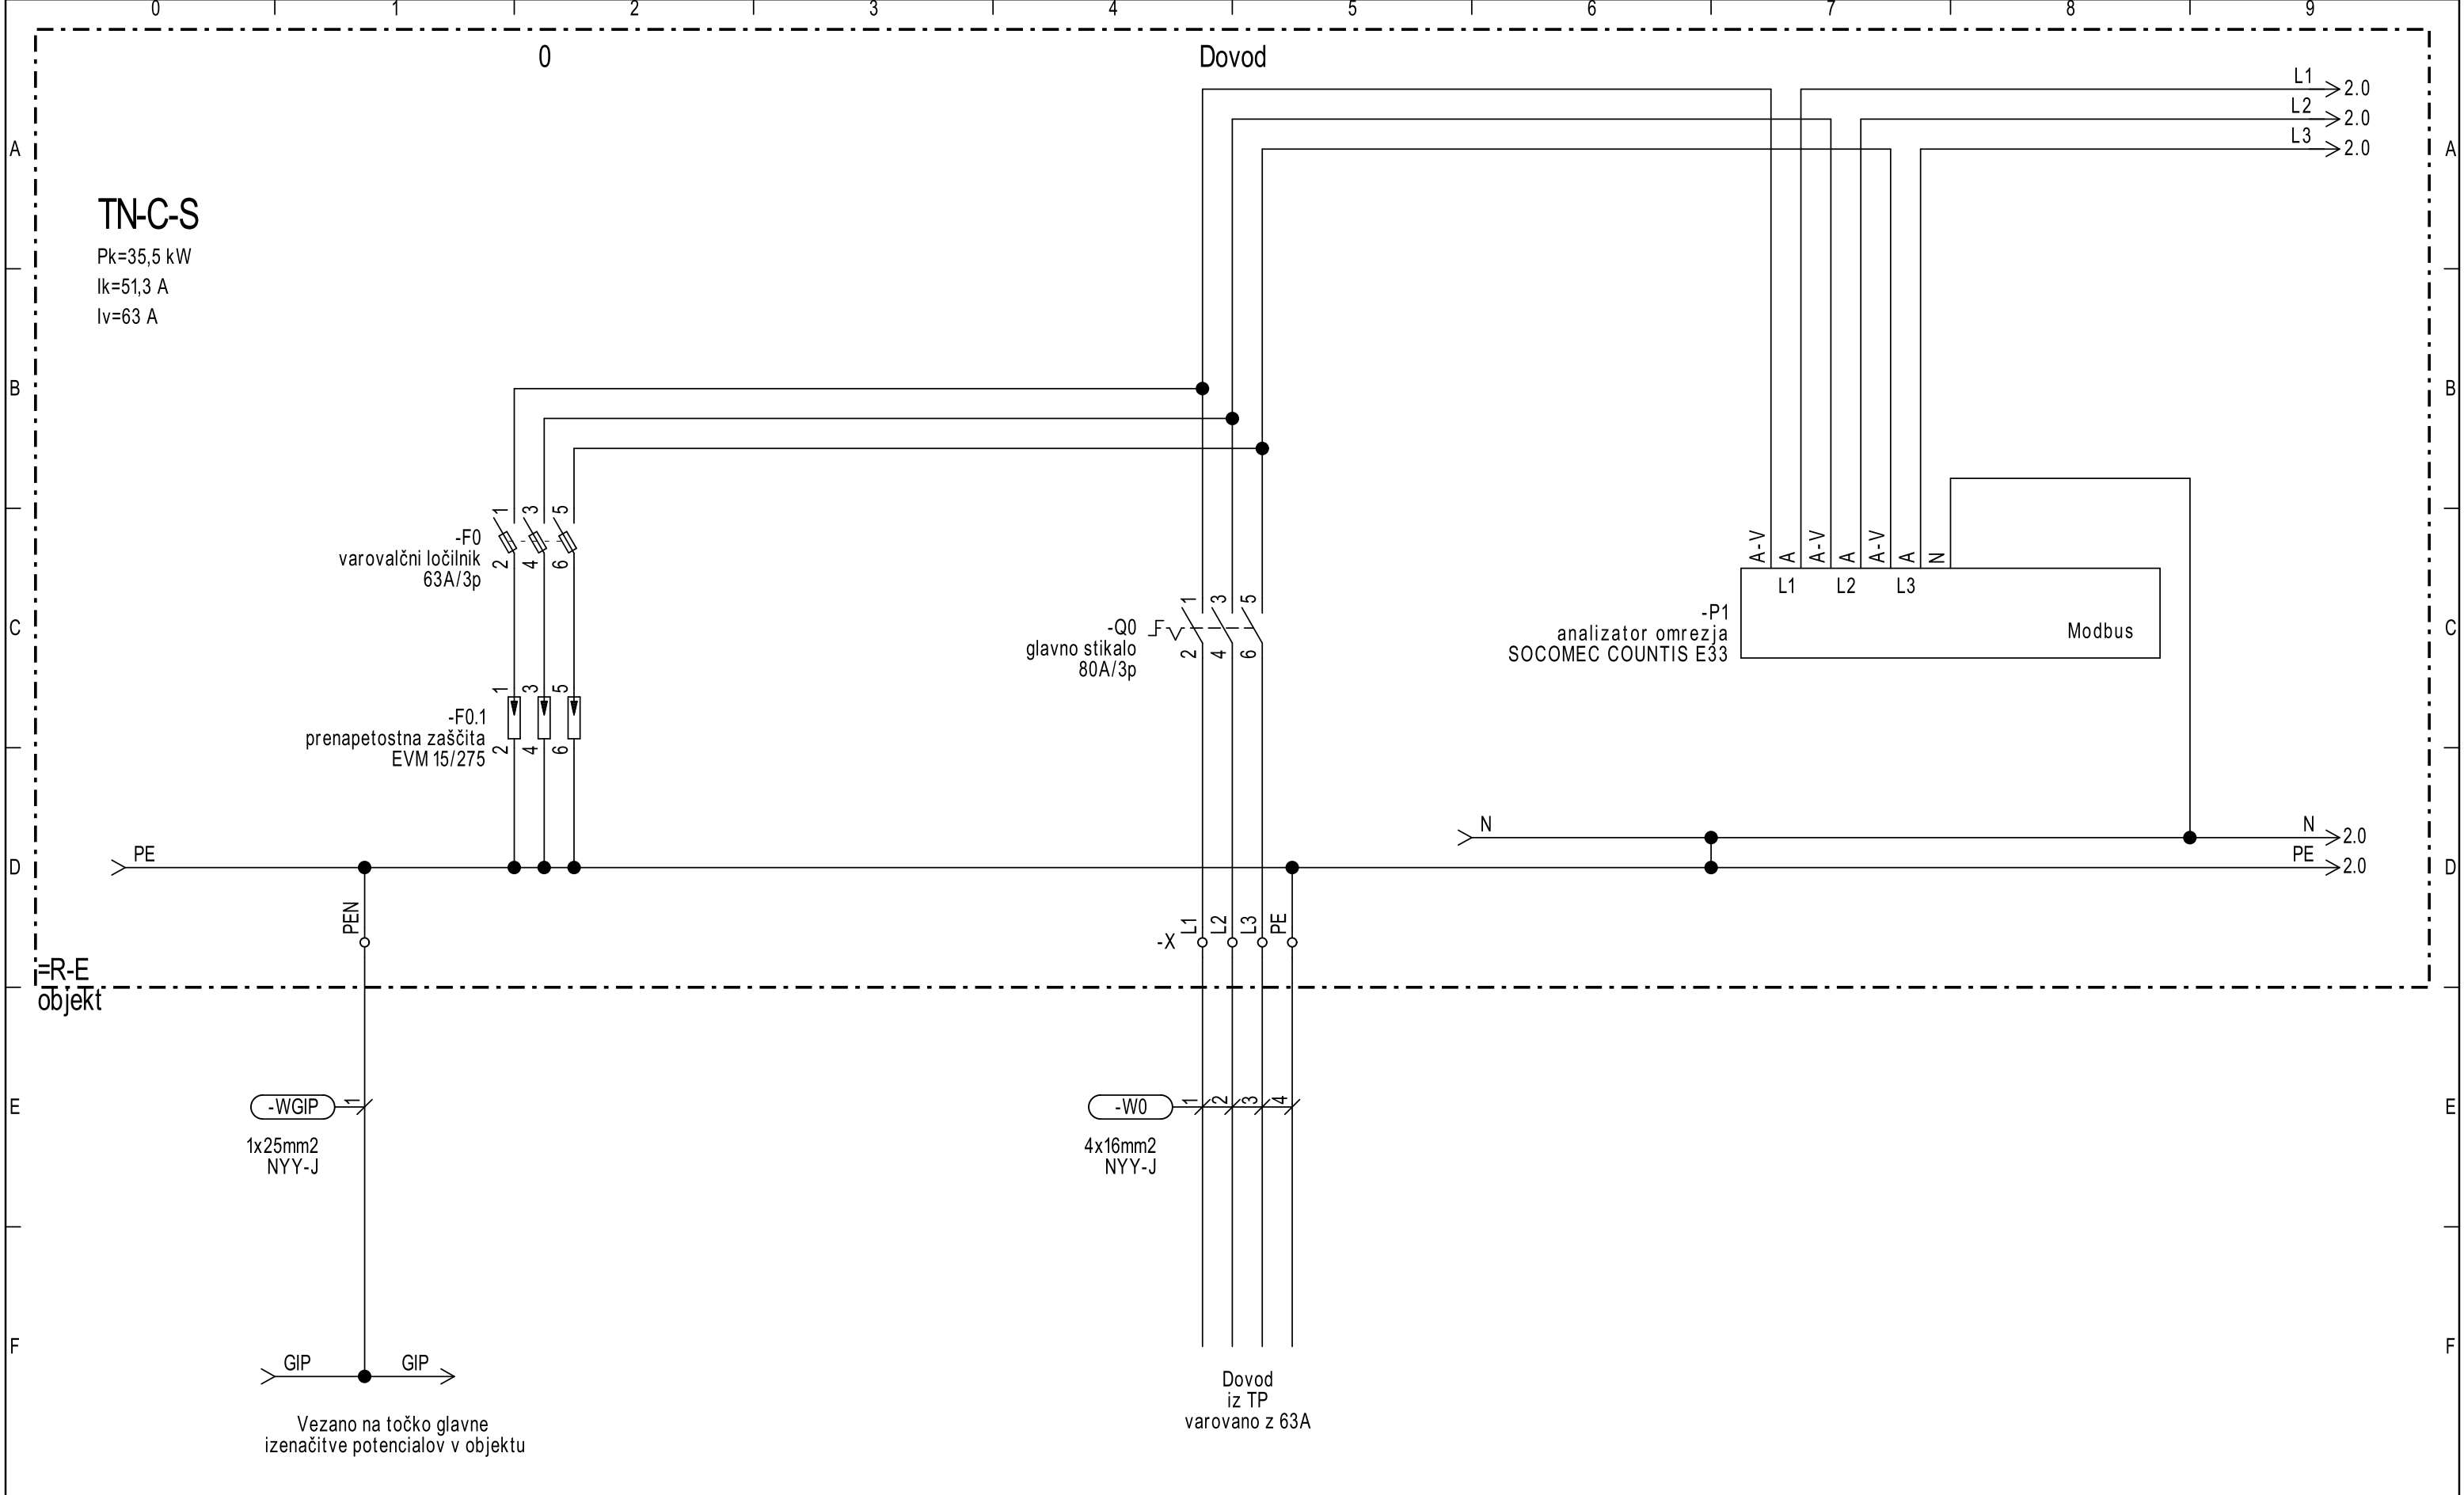 0 1 2 3 4 5 6 7 8 9
0
Dovod
L1
2.0
L2
2.0
L3
2.0
A
A
TN-C-S
Pk=35,5 kW
Ik=51,3 A
Iv=63 A
B
B
1 3 5
-F0
varovalčni ločilnik
63A/3p
2 4 6
A-V A A-V A A-V A N
L1 L2 L3
-P1
analizator omrezja
SOCOMEC COUNTIS E33
Modbus
1 3 5
-Q0
glavno stikalo
80A/3p
2 4 6
C
C
1 3 5
-F0.1
prenapetostna zaščita
EVM 15/275
2 4 6
N
N
2.0
PE
PE
2.0
D
D
PEN
-X
L1 L2 L3 PE
=R-E
objekt
E
E
-WGIP
1
1x25mm2
NYY-J
-W0
1 2 3 4
4x16mm2
NYY-J
F
F
GIP
GIP
Vezano na točko glavne
izenačitve potencialov v objektu
Dovod
iz TP
varovano z 63A